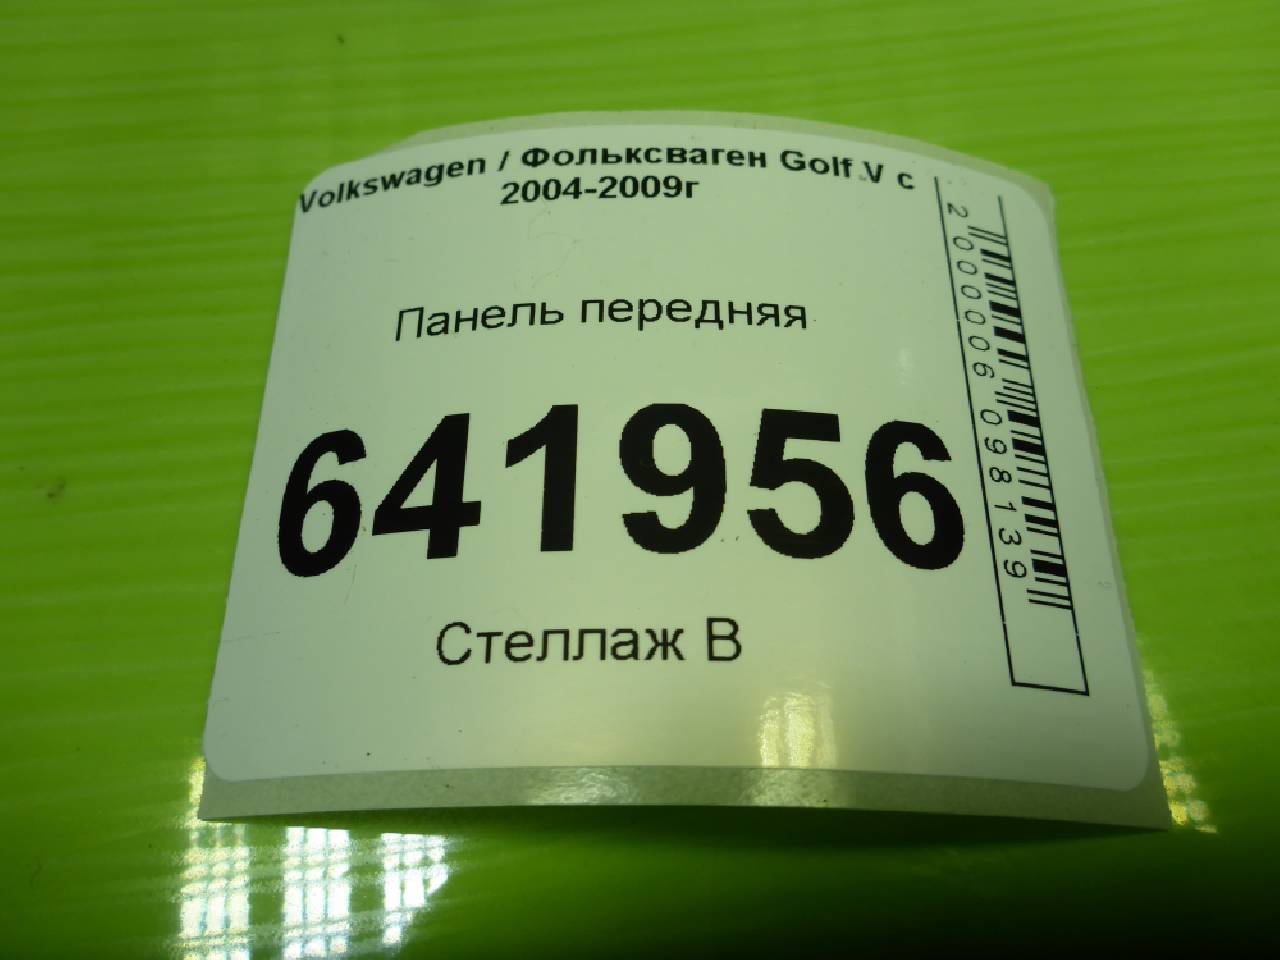 Volkswagen / Фольксваген Golf V с
2004-2009г
Панель передняя
641956
Стеллаж В
2000006098139